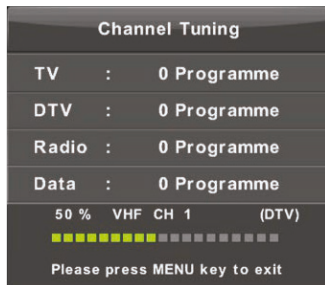 Channel Tuning
TV : 0 Programme
DTV : 0 Programme
Radio : 0 Programme
Data : 0 Programme
50 % VHF CH 1 (DTV)
Please press MENU key to exit